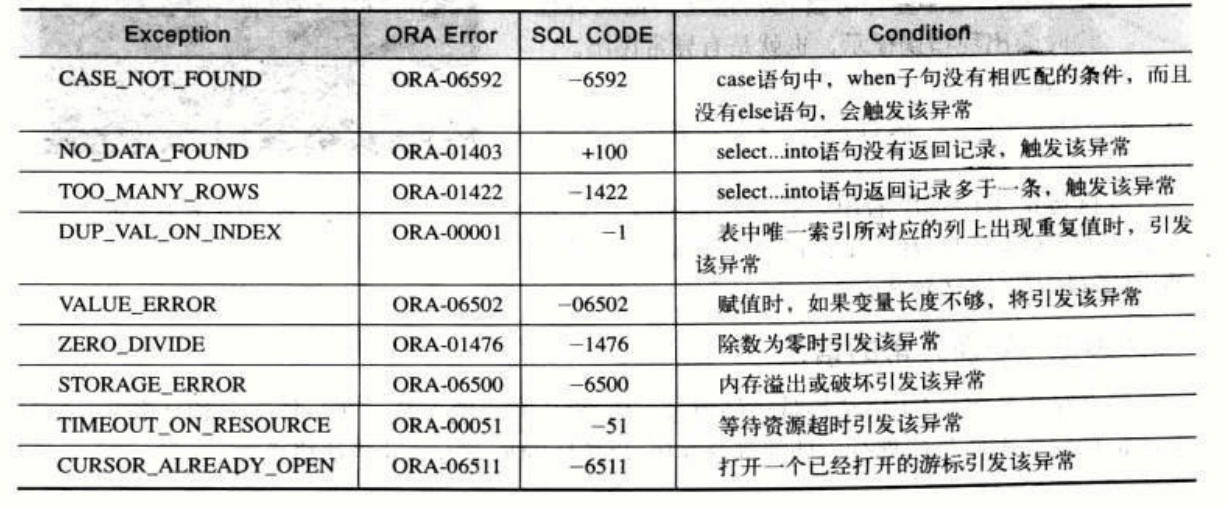 Exception ORA Error SQL CODE Condition
CASE_NOT_FOUND ORA-06592 −6592 case语句中，when子句没有相匹配的条件，而且
没有else语句，会触发该异常
NO_DATA_FOUND ORA-01403 +100 select...into语句没有返回记录，触发该异常
TOO_MANY_ROWS ORA-01422 −1422 select...into语句返回记录多于一条，触发该异常
DUP_VAL_ON_INDEX ORA-00001 −1 表中唯一索引所对应的列上出现重复值时，引发
该异常
VALUE_ERROR ORA-06502 −06502 赋值时，如果变量长度不够，将引发该异常
ZERO_DIVIDE ORA-01476 −1476 除数为零时引发该异常
STORAGE_ERROR ORA-06500 −6500 内存溢出或破坏引发该异常
TIMEOUT_ON_RESOURCE ORA-00051 −51 等待资源超时引发该异常
CURSOR_ALREADY_OPEN ORA-06511 −6511 打开一个已经打开的游标引发该异常